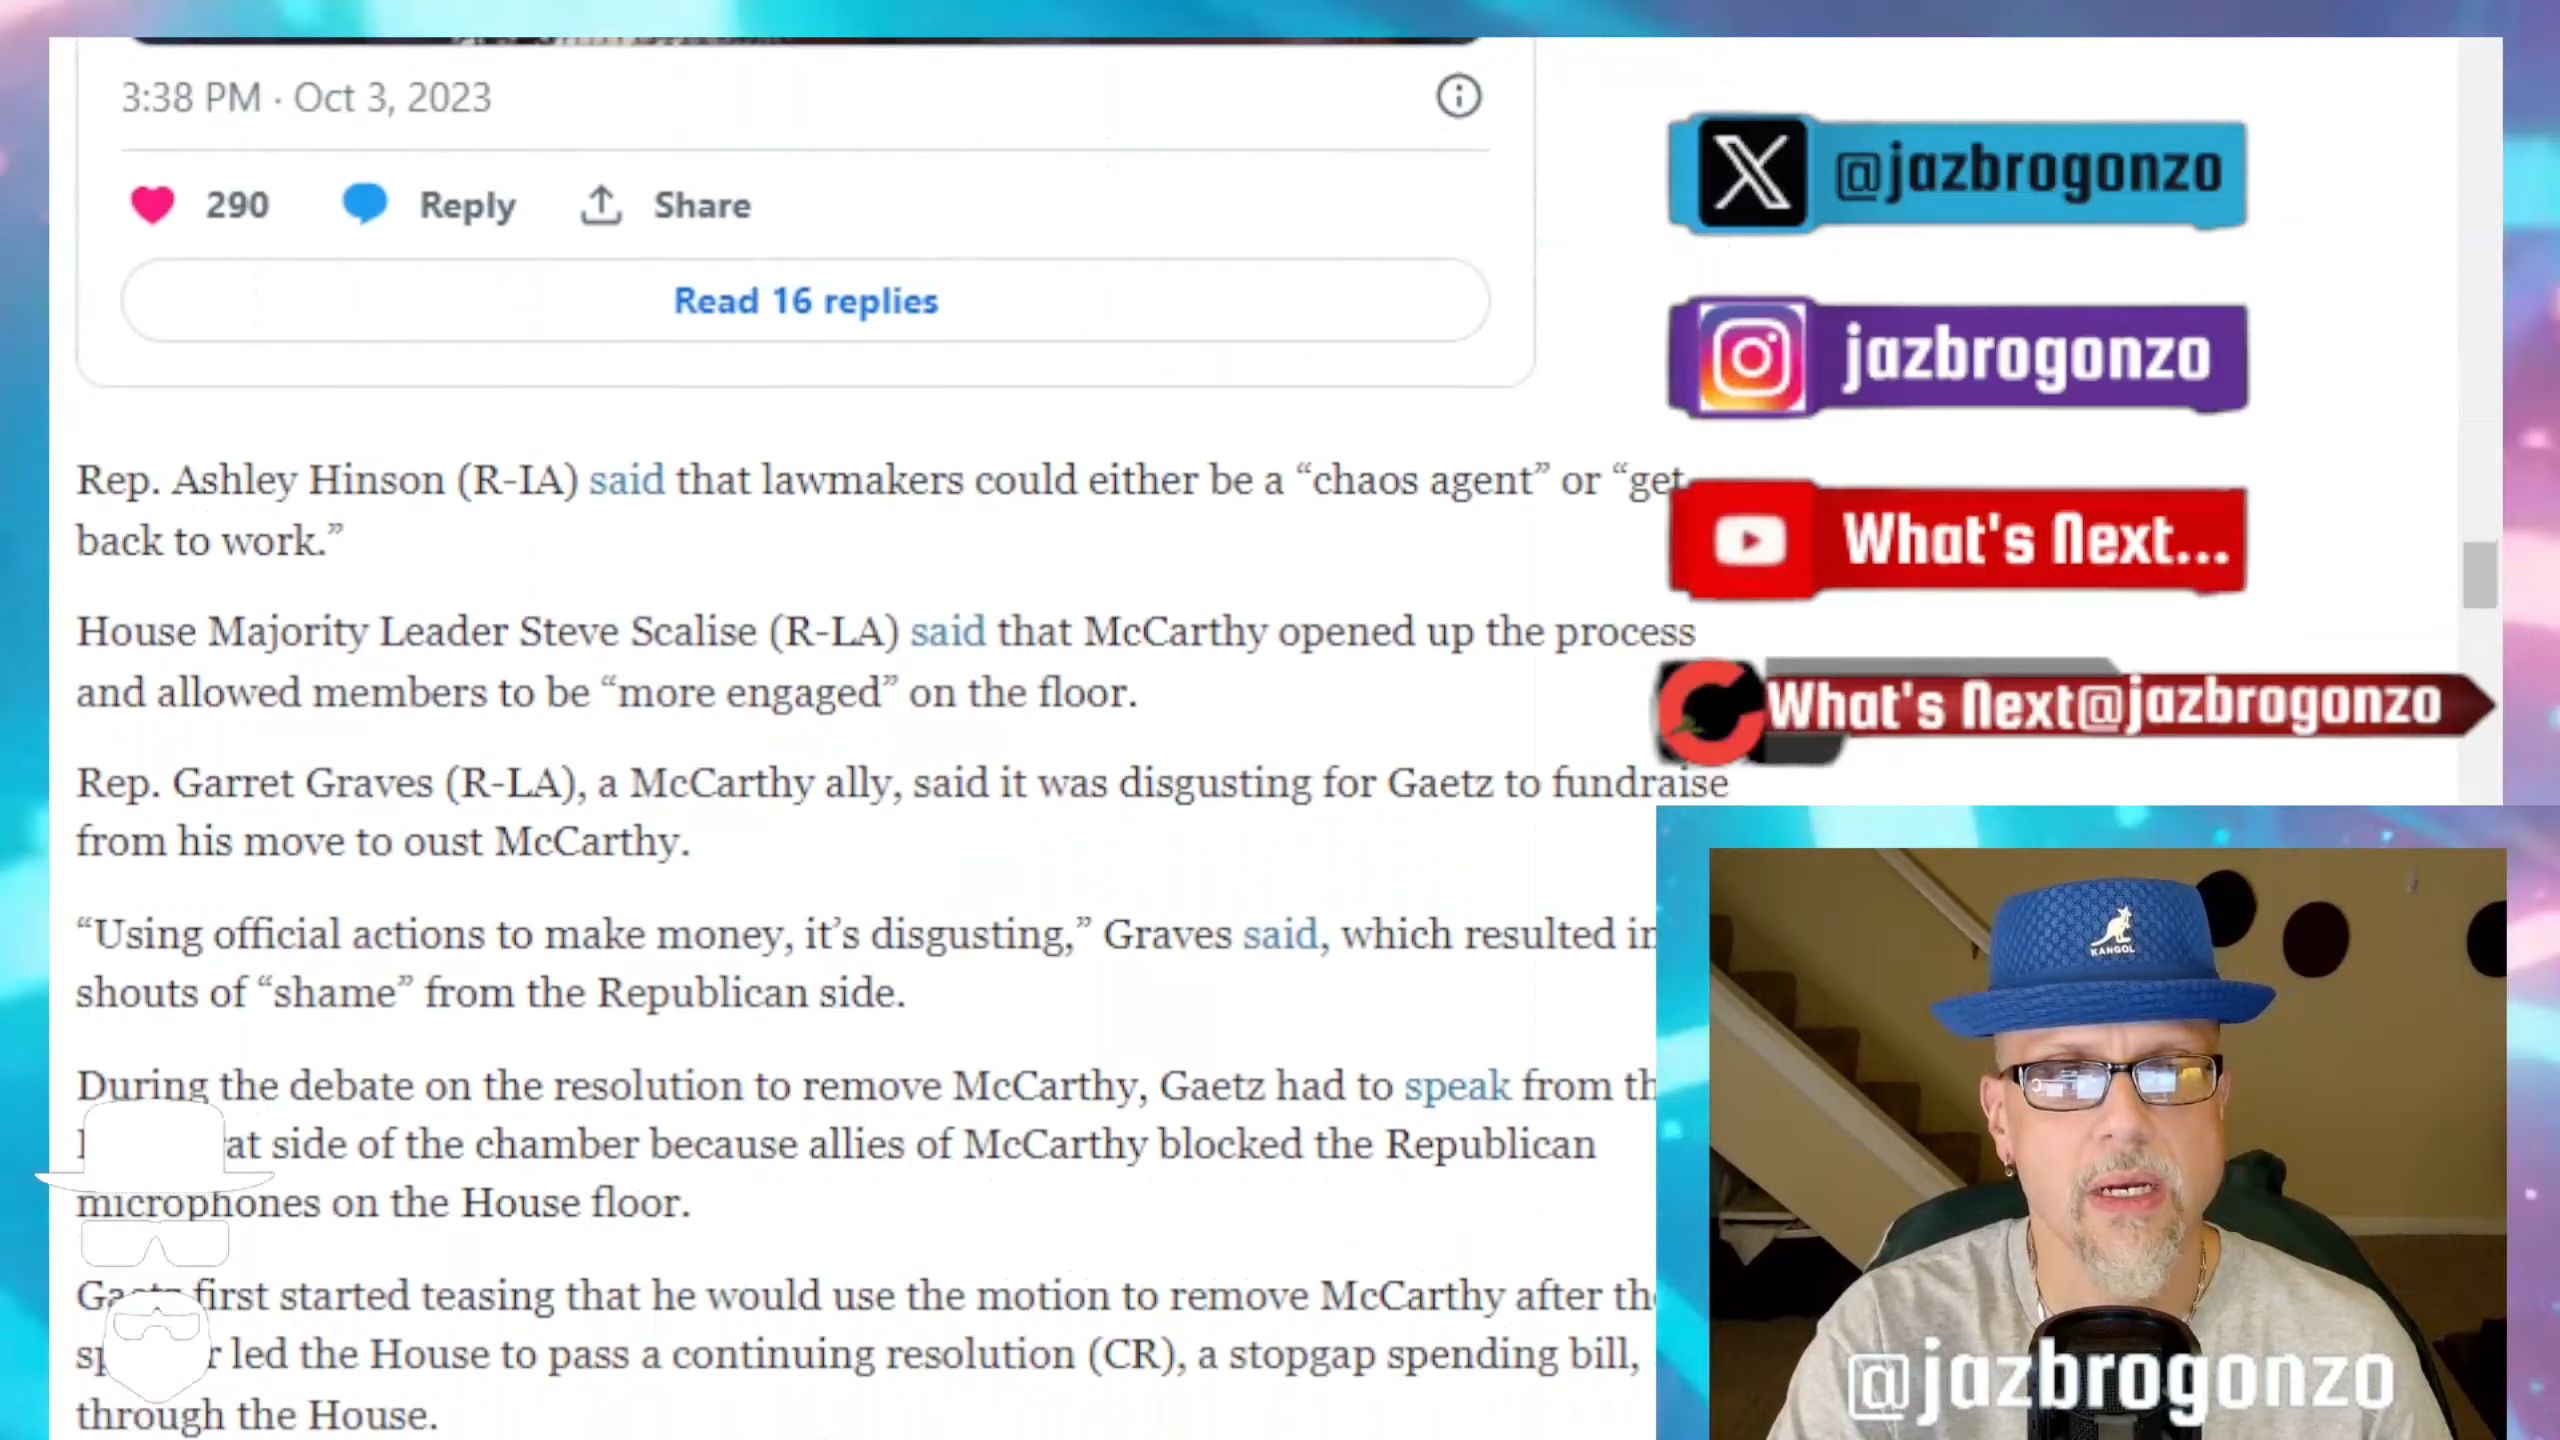 3:38 PM · Oct 3, 2023
290 Reply Share
Read 16 replies
Rep. Ashley Hinson (R-IA) said that lawmakers could either be a “chaos agent” or “get
back to work.”
House Majority Leader Steve Scalise (R-LA) said that McCarthy opened up the process
and allowed members to be “more engaged” on the floor.
Rep. Garret Graves (R-LA), a McCarthy ally, said it was disgusting for Gaetz to fundraise
from his move to oust McCarthy.
“Using official actions to make money, it’s disgusting,” Graves said, which resulted in
shouts of “shame” from the Republican side.
During the debate on the resolution to remove McCarthy, Gaetz had to speak from
side of the chamber because allies of McCarthy blocked the Republican
microphones on the House floor.
Gaetz first started teasing that he would use the motion to remove McCarthy after
led the House to pass a continuing resolution (CR), a stopgap spending bill,
through the House.
@jazbrogonzo
jazbrogonzo
What's Next...
What's Next@jazbrogonzo
KANGOL
@jazbrogonzo